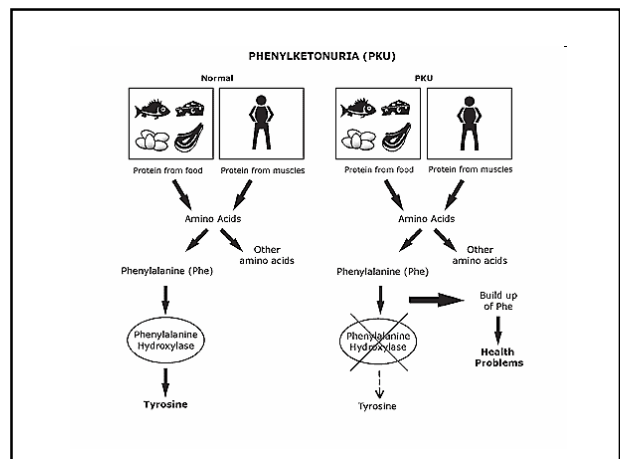 PHENYLKETONURIA (PKU)
Normal
PKU
Protein from food
Protein from muscles
Protein from food
Protein from muscles
Amino Acids
Amino Acids
Other
amino acids
Other
amino acids
Phenylalanine (Phe)
Phenylalanine (Phe)
Build up
of Phe
Phenylalanine
Hydroxylase
Phenylalanine
Hydroxylase
Health
Problems
Tyrosine
Tyrosine